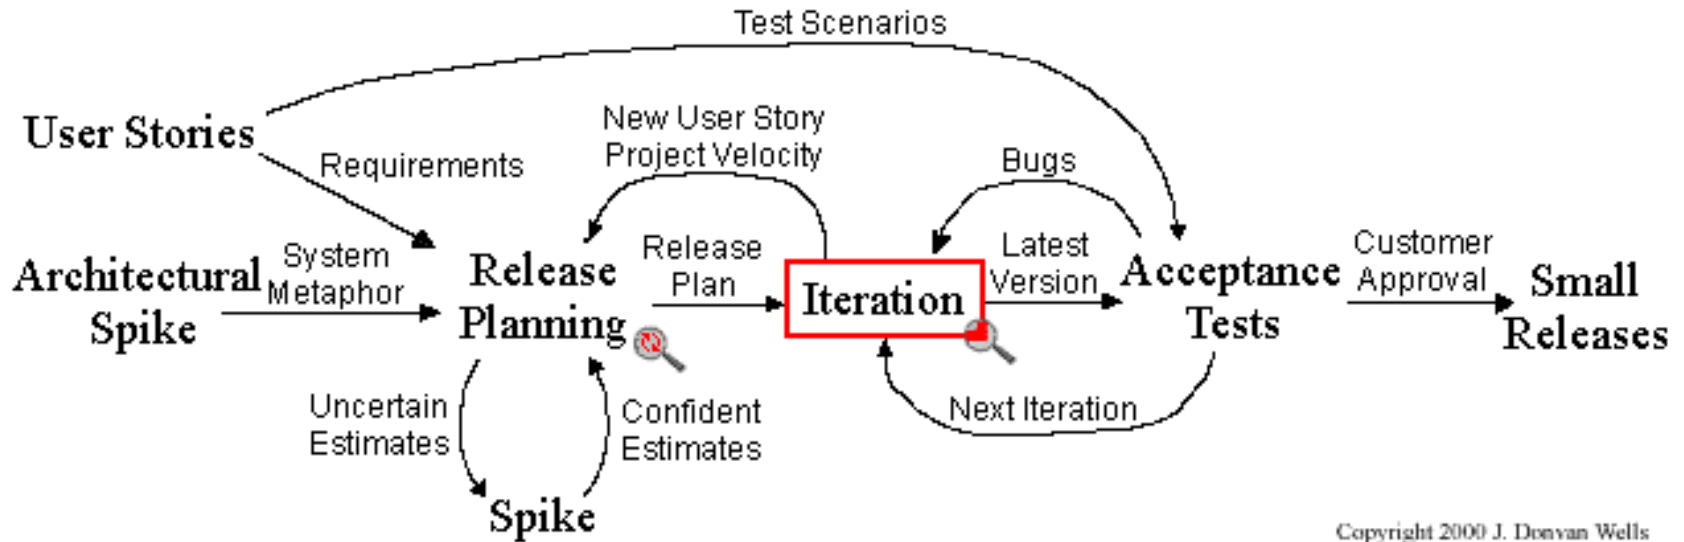 Test Scenarios
User Stories
Requirements
New User Story
Project Velocity
Bugs
Architectural
Spike
System
Metaphor
Release
Planning
Release
Plan
Iteration
Latest
Version
Acceptance
Tests
Customer
Approval
Small
Releases
Uncertain
Estimates
Confident
Estimates
Next Iteration
Spike
Copyright 2000 J. Donvan Wells